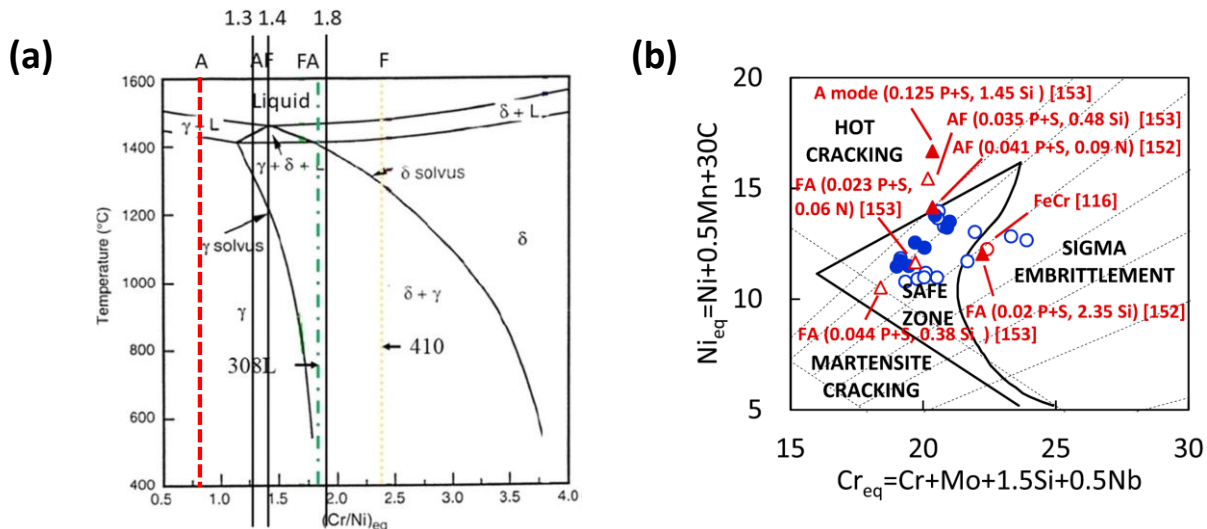 (a)
1.3 1.4 1.8
A AF FA F
1600
1400
1200
1000
800
600
400
Temperature (°C)
Liquid
γ + L
δ + L
γ + δ + L
δ solvus
γ solvus
γ
δ + γ
δ
308L
410
0.5 1.0 1.5 2.0 2.5 3.0 3.5 4.0
(Cr/Ni)eq
(b)
20
15
10
5
Nieq=Ni+0.5Mn+30C
A mode (0.125 P+S, 1.45 Si ) [153]
HOT
CRACKING
AF (0.035 P+S, 0.48 Si) [153]
AF (0.041 P+S, 0.09 N) [152]
FA (0.023 P+S,
0.06 N) [153]
FeCr [116]
SIGMA
EMBRITTLEMENT
SAFE
ZONE
FA (0.02 P+S, 2.35 Si) [152]
FA (0.044 P+S, 0.38 Si ) [153]
MARTENSITE
CRACKING
15 20 25 30
Creq=Cr+Mo+1.5Si+0.5Nb